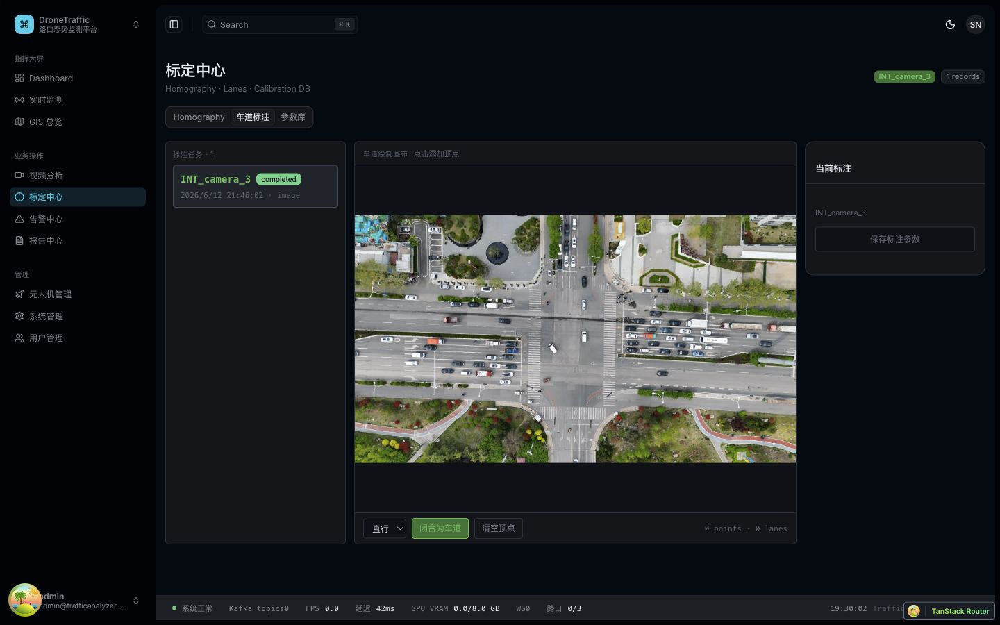 DroneTraffic
路口态势监测平台
Search
⌘ K
SN
指挥大屏
Dashboard
实时监测
GIS 总览
业务操作
视频分析
标定中心
告警中心
报告中心
管理
无人机管理
系统管理
用户管理
admin
admin@trafficanalyzer....
标定中心
Homography · Lanes · Calibration DB
INT_camera_3
1 records
Homography
车道标注
参数库
标注任务 · 1
INT_camera_3
completed
2026/6/12 21:46:02 · image
车道绘制画布 点击添加顶点
直行
闭合为车道
清空顶点
0 points · 0 lanes
当前标注
INT_camera_3
保存标注参数
系统正常
Kafka topics0
FPS 0.0
延迟 42ms
GPU VRAM 0.0/8.0 GB
WS0
路口 0/3
19:30:02
Traffic
TanStack Router